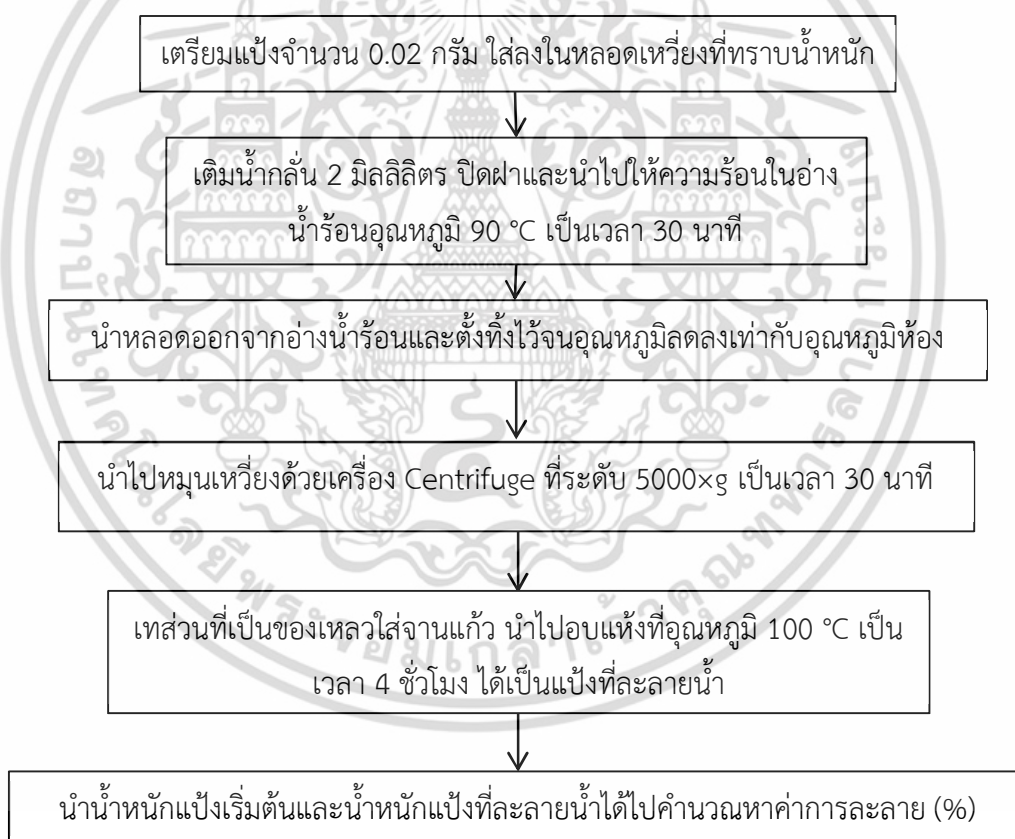 เตรียมแป้งจำนวน 0.02 กรัม ใส่ลงในหลอดเหวี่ยงที่ทราบน้ำหนัก
เติมน้ำกลั่น 2 มิลลิลิตร ปิดฝาและนำไปให้ความร้อนในอ่าง
น้ำร้อนอุณหภูมิ 90 °C เป็นเวลา 30 นาที
นำหลอดออกจากอ่างน้ำร้อนและตั้งทิ้งไว้จนอุณหภูมิลดลงเท่ากับอุณหภูมิห้อง
นำไปหมุนเหวี่ยงด้วยเครื่อง Centrifuge ที่ระดับ 5000×g เป็นเวลา 30 นาที
เทส่วนที่เป็นของเหลวใส่จานแก้ว นำไปอบแห้งที่อุณหภูมิ 100 °C เป็น
เวลา 4 ชั่วโมง ได้เป็นแป้งที่ละลายน้ำ
นำน้ำหนักแป้งเริ่มต้นและน้ำหนักแป้งที่ละลายน้ำได้ไปคำนวณหาค่าการละลาย (%)